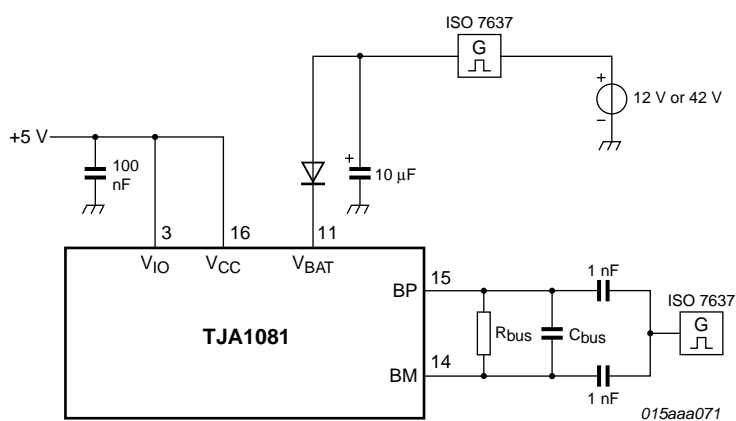 ISO 7637
G
12 V or 42 V
+
−
+5 V
100
nF
+
10 μF
3
16
11
VIO
VCC
VBAT
TJA1081
BP
15
BM
14
Rbus
Cbus
1 nF
1 nF
ISO 7637
G
015aaa071